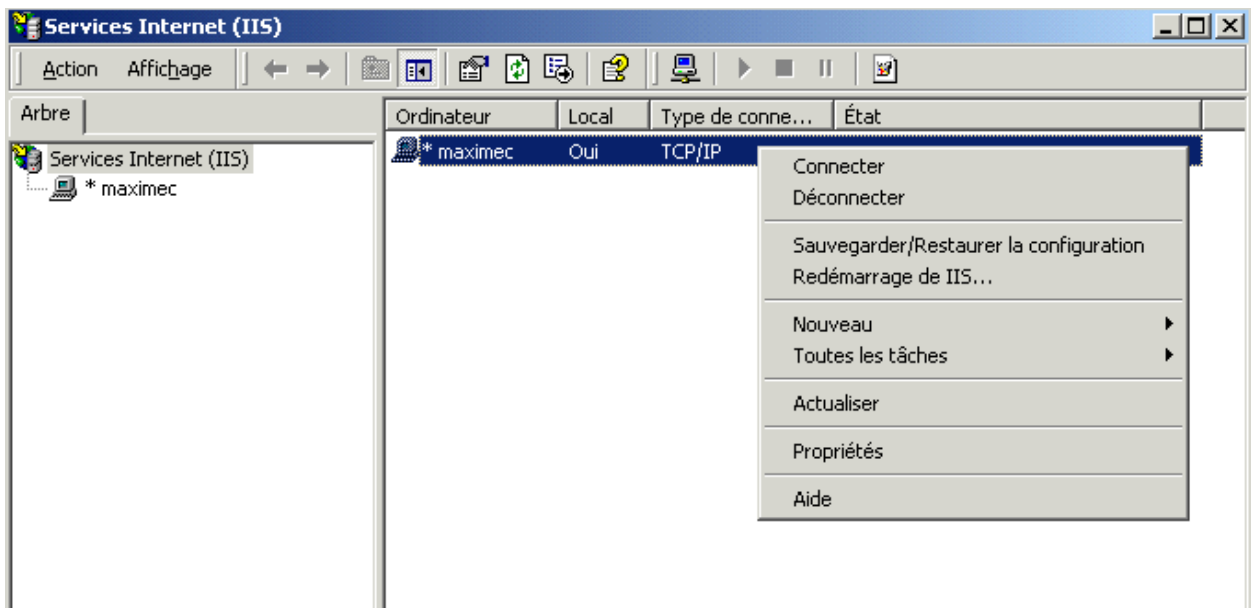 Services Internet (IIS)
Action Affichage
Arbre
Services Internet (IIS)
* maximec
Ordinateur Local Type de conne... État
* maximec Oui TCP/IP
Connecter
Déconnecter
Sauvegarder/Restaurer la configuration
Redémarrage de IIS...
Nouveau
Toutes les tâches
Actualiser
Propriétés
Aide